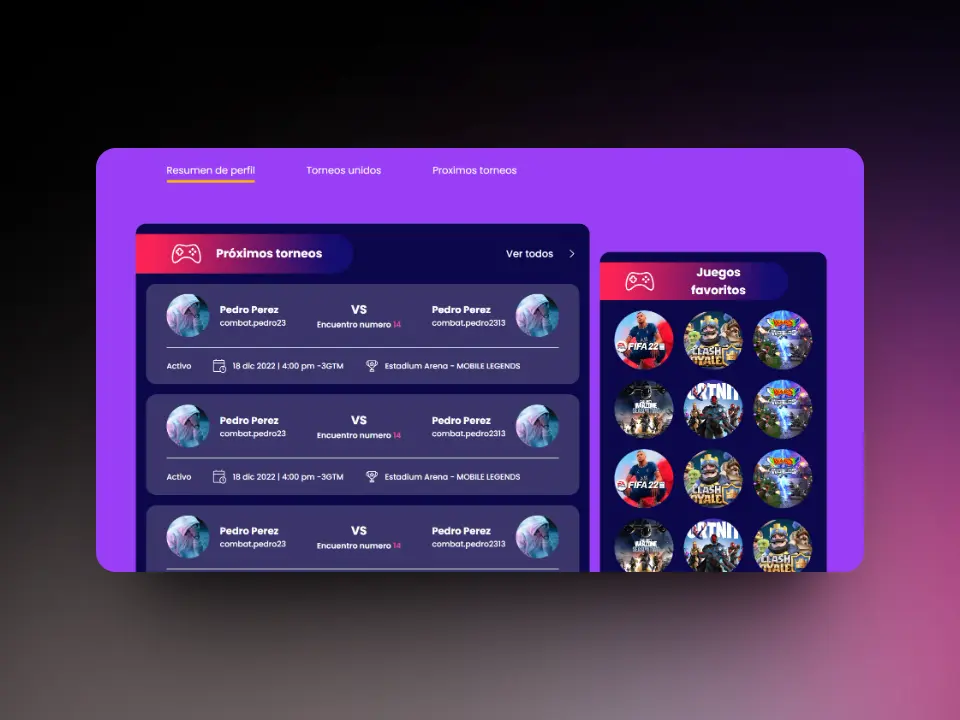 Resumen de perfil
Torneos unidos
Proximos torneos
Próximos torneos
Ver todos
Pedro Perez
combat.pedro23
VS
Encuentro numero 14
Pedro Perez
combat.pedro2313
Activo
18 dic 2022 | 4:00 pm -3GTM
Estadium Arena - MOBILE LEGENDS
Pedro Perez
combat.pedro23
VS
Encuentro numero 14
Pedro Perez
combat.pedro2313
Activo
18 dic 2022 | 4:00 pm -3GTM
Estadium Arena - MOBILE LEGENDS
Pedro Perez
combat.pedro23
VS
Encuentro numero 14
Pedro Perez
combat.pedro2313
Juegos
favoritos
FIFA 22
CLASH
ROYALE
WARZONE
FIFA 22
CLASH
ROYALE
WARZONE
CLASH